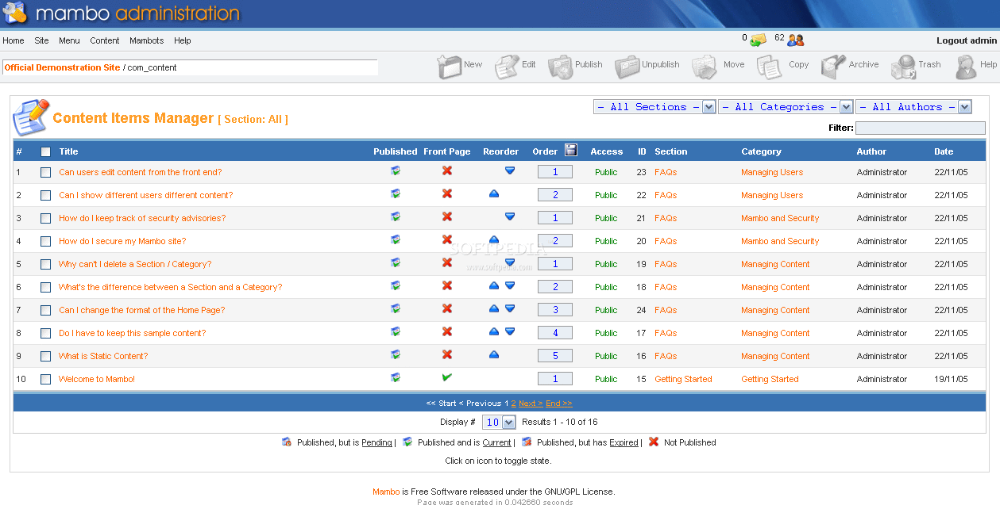 mambo administration
Home Site Menu Content Mambots Help 0 62 Logout admin
Official Demonstration Site / com_content New Edit Publish Unpublish Move Copy Archive Trash Help
- All Sections - - All Categories - - All Authors -
Content Items Manager [ Section: All ]
Filter:
# Title Published Front Page Reorder Order Access ID Section Category Author Date
1 Can users edit content from the front end? 1 Public 23 FAQs Managing Users Administrator 22/11/05
2 Can I show different users different content? 2 Public 22 FAQs Managing Users Administrator 22/11/05
3 How do I keep track of security advisories? 1 Public 21 FAQs Mambo and Security Administrator 22/11/05
4 How do I secure my Mambo site? 2 Public 20 FAQs Mambo and Security Administrator 22/11/05
SOFTPEDIA
5 Why can't I delete a Section / Category? 1 Public 19 FAQs Managing Content Administrator 22/11/05
www.softpedia.com
6 What's the difference between a Section and a Category? 2 Public 18 FAQs Managing Content Administrator 22/11/05
7 Can I change the format of the Home Page? 3 Public 24 FAQs Managing Content Administrator 22/11/05
8 Do I have to keep this sample content? 4 Public 17 FAQs Managing Content Administrator 22/11/05
9 What is Static Content? 5 Public 16 FAQs Managing Content Administrator 22/11/05
10 Welcome to Mambo! 1 Public 15 Getting Started Getting Started Administrator 19/11/05
<< Start < Previous 1 2 Next > End >>
Display # 10 Results 1 - 10 of 16
Published, but is Pending | Published and is Current | Published, but has Expired | Not Published
Click on icon to toggle state.
Mambo is Free Software released under the GNU/GPL License.
Page was generated in 0.042660 seconds